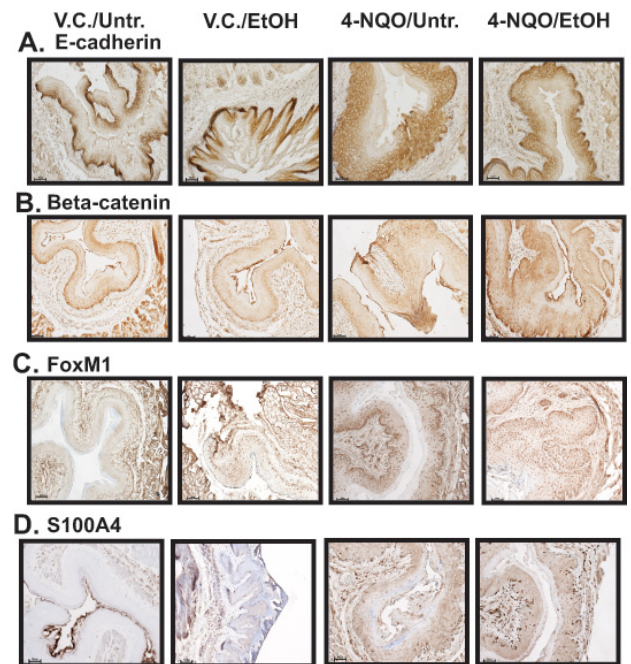 V.C./Untr. V.C./EtOH 4-NQO/Untr. 4-NQO/EtOH
A. E-cadherin
B. Beta-catenin
C. FoxM1
D. S100A4